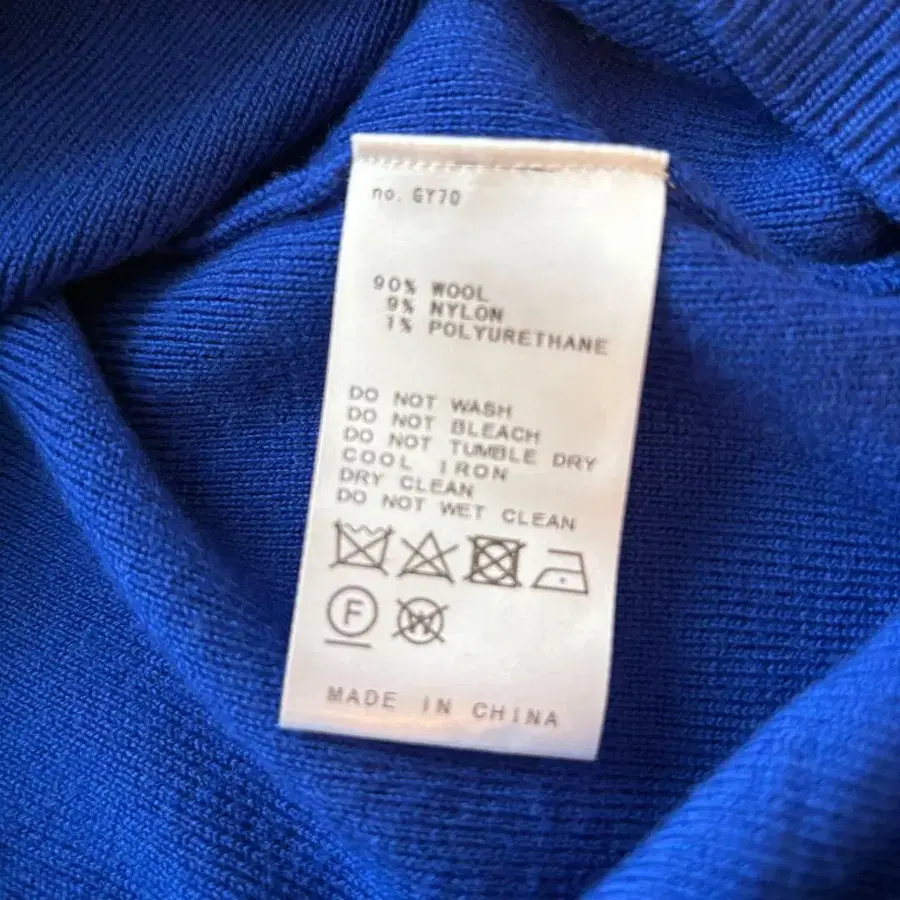 no. GY70
90% WOOL
9% NYLON
1% POLYURETHANE
DO NOT WASH
DO NOT BLEACH
DO NOT TUMBLE DRY
COOL IRON
DRY CLEAN
DO NOT WET CLEAN
F W
MADE IN CHINA